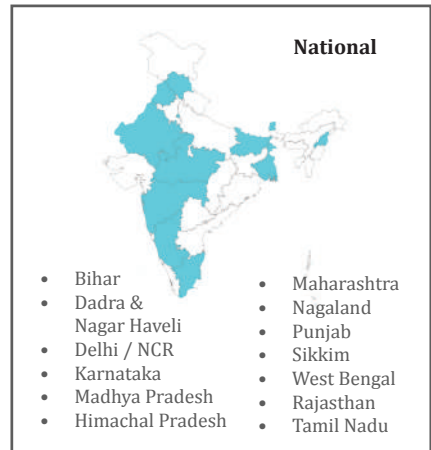 National
• Bihar
• Dadra &
Nagar Haveli
• Delhi / NCR
• Karnataka
• Madhya Pradesh
• Himachal Pradesh
• Maharashtra
• Nagaland
• Punjab
• Sikkim
• West Bengal
• Rajasthan
• Tamil Nadu